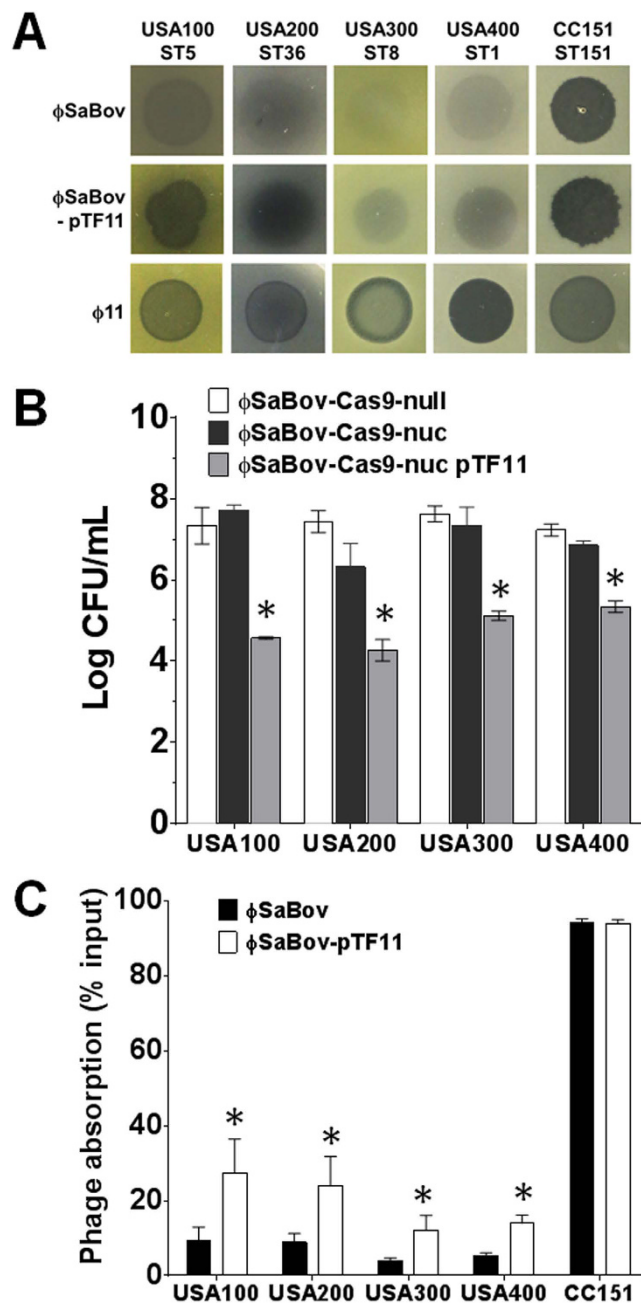 A
USA100 USA200 USA300 USA400 CC151
ST5 ST36 ST8 ST1 ST151
ϕSaBov
ϕSaBov
- pTF11
ϕ11
B
ϕSaBov-Cas9-null
ϕSaBov-Cas9-nuc
ϕSaBov-Cas9-nuc pTF11
Log CFU/mL
10
8
6
4
2
0
* * * *
USA100 USA200 USA300 USA400
C
ϕSaBov
ϕSaBov-pTF11
Phage absorption (% input)
100
80
60
40
20
0
* * * *
USA100 USA200 USA300 USA400 CC151